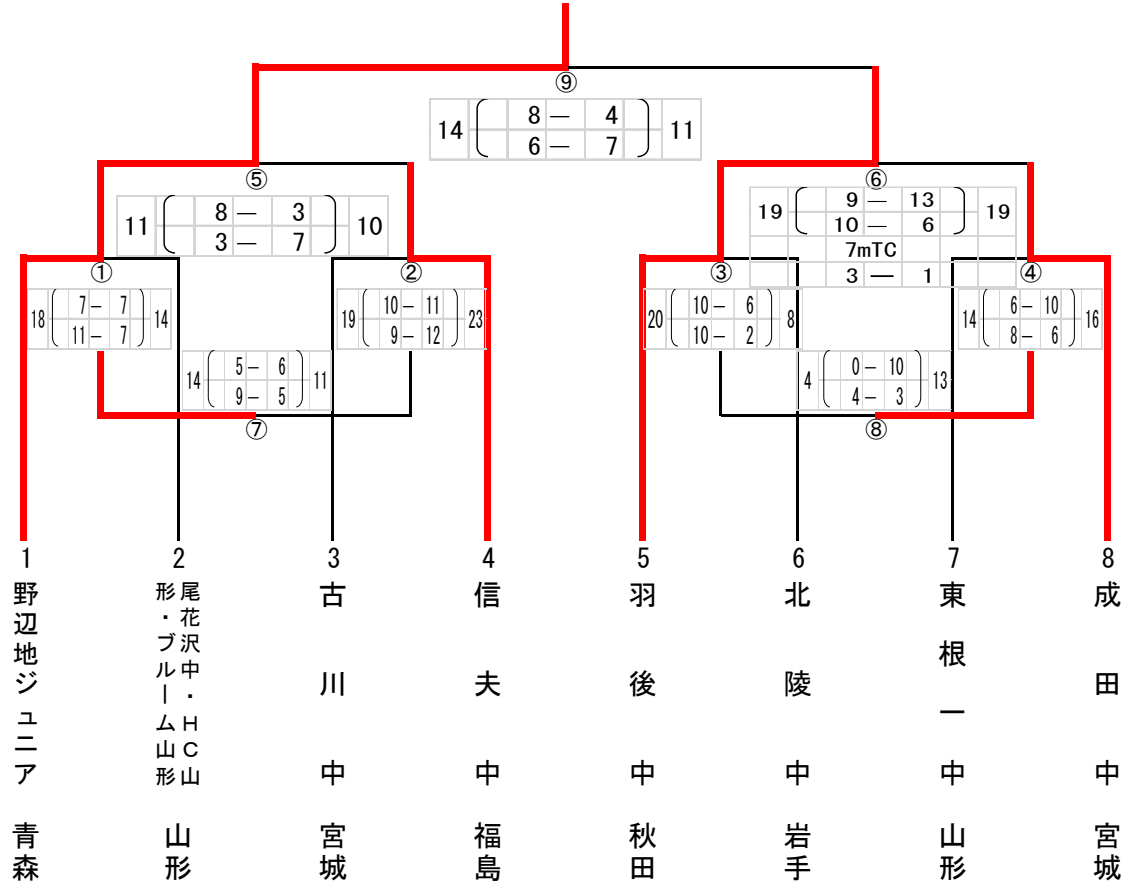 ⑨
14 8 ― 4 11
6 ― 7
⑤
11 8 ― 3 10
3 ― 7
⑥
19 9 ― 13 19
10 ― 6
7mTC
3 ― 1
①
18 7 ― 7 14
11 ― 7
②
19 10 ― 11 23
9 ― 12
③
20 10 ― 6 8
10 ― 2
④
14 6 ― 10 16
8 ― 6
14 5 ― 6 11
9 ― 5
⑦
4 0 ― 10 13
4 ― 3
⑧
1 2 3 4 5 6 7 8
野辺地ジュニア
尾花沢中・HC山
形・ブルーム山形
古川中
信夫中
羽後中
北陵中
東根一中
成田中
青森 山形 宮城 福島 秋田 岩手 山形 宮城